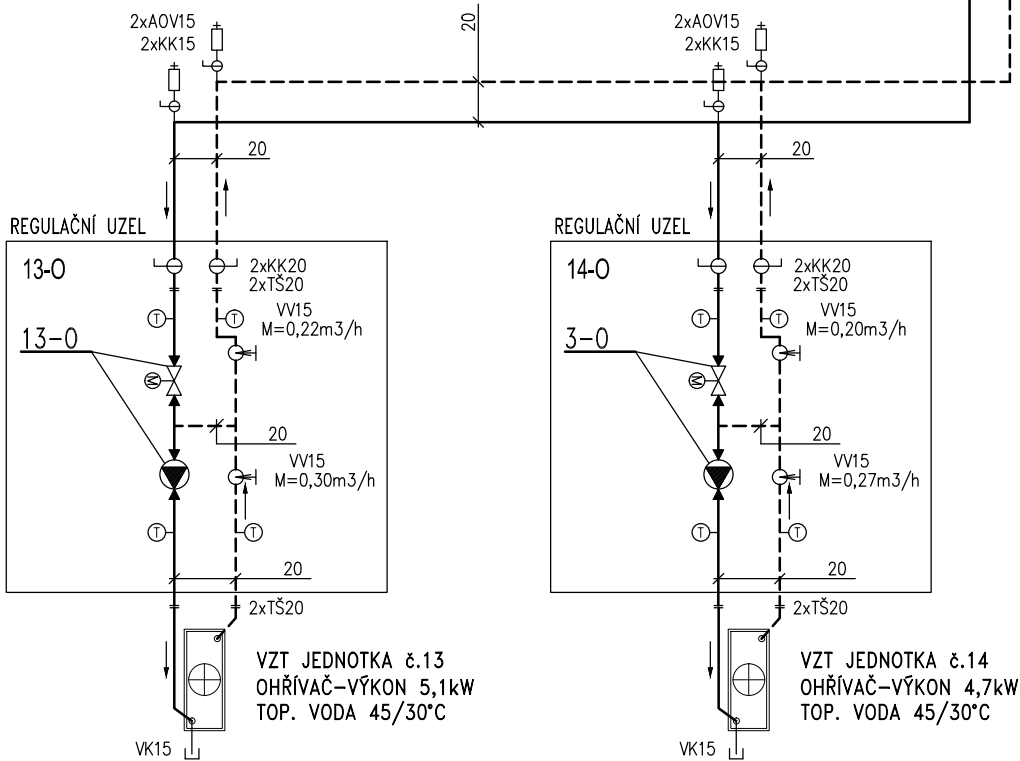 2xAOV15
2xKK15
20
2xAOV15
2xKK15
20
20
REGULAČNÍ UZEL
13-O
2xKK20
2xTŠ20
T
T
VV15
M=0,22m3/h
13-O
M
20
VV15
M=0,30m3/h
T
T
20
2xTŠ20
VZT JEDNOTKA č.13
OHŘÍVAČ-VÝKON 5,1kW
TOP. VODA 45/30°C
VK15
REGULAČNÍ UZEL
14-O
2xKK20
2xTŠ20
T
T
VV15
M=0,20m3/h
3-O
M
20
VV15
M=0,27m3/h
T
T
20
2xTŠ20
VZT JEDNOTKA č.14
OHŘÍVAČ-VÝKON 4,7kW
TOP. VODA 45/30°C
VK15